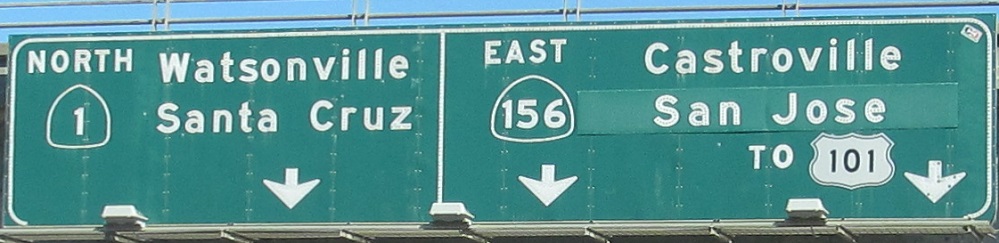 NORTH Watsonville
1 Santa Cruz
EAST Castroville
156 San Jose
TO 101